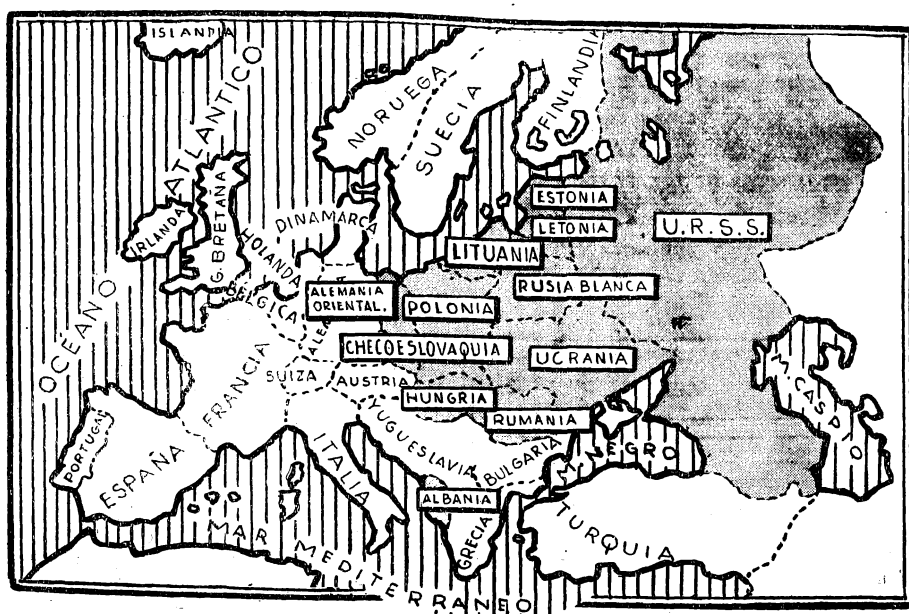 ISLANDIA
OCÉANO ATLANTICO
NORUEGA
SUECIA
FINLANDIA
G. BRETAÑA
IRLANDA
DINAMARCA
HOLANDA
BELGICA
ESTONIA
LETONIA
U.R.S.S.
LITUANIA
RUSIA BLANCA
ALEMANIA
ORIENTAL.
POLONIA
CHECOESLOVAQUIA
UCRANIA
FRANCIA
SUIZA
AUSTRIA
HUNGRIA
RUMANIA
YUGUESLAVIA
BULGARIA
M. NEGRO
M. CASPIO
PORTUGAL
ESPAÑA
ITALIA
ALBANIA
GRECIA
TURQUIA
MAR MEDITERRANEO